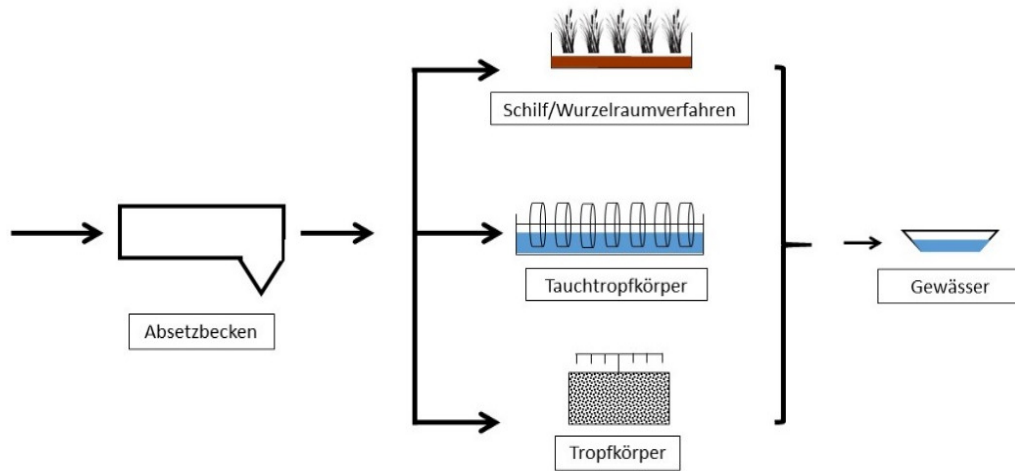 Schilf/Wurzelraumverfahren
Absetzbecken
Tauchtropfkörper
Gewässer
Tropfkörper